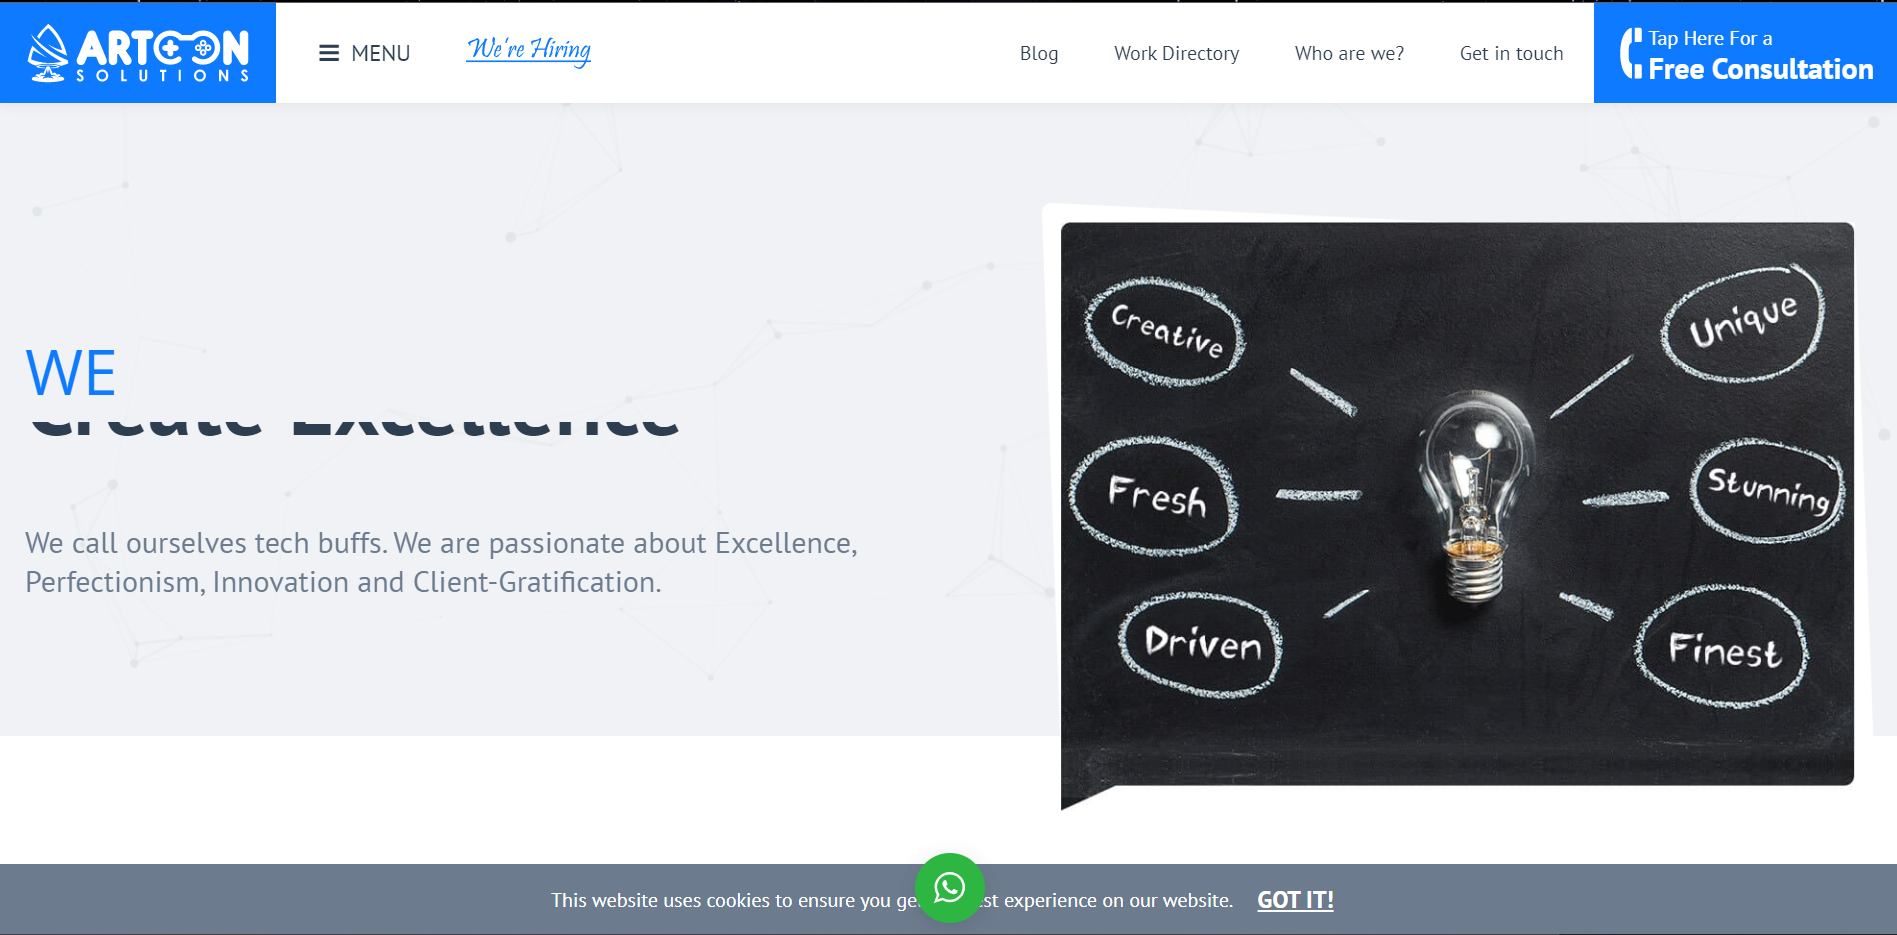 ARTOON
SOLUTIONS
MENU
We're Hiring
Blog
Work Directory
Who are we?
Get in touch
Tap Here For a
Free Consultation
WE
Create Excellence
We call ourselves tech buffs. We are passionate about Excellence,
Perfectionism, Innovation and Client-Gratification.
Creative
Unique
Fresh
Stunning
Driven
Finest
This website uses cookies to ensure you ge st experience on our website.
GOT IT!